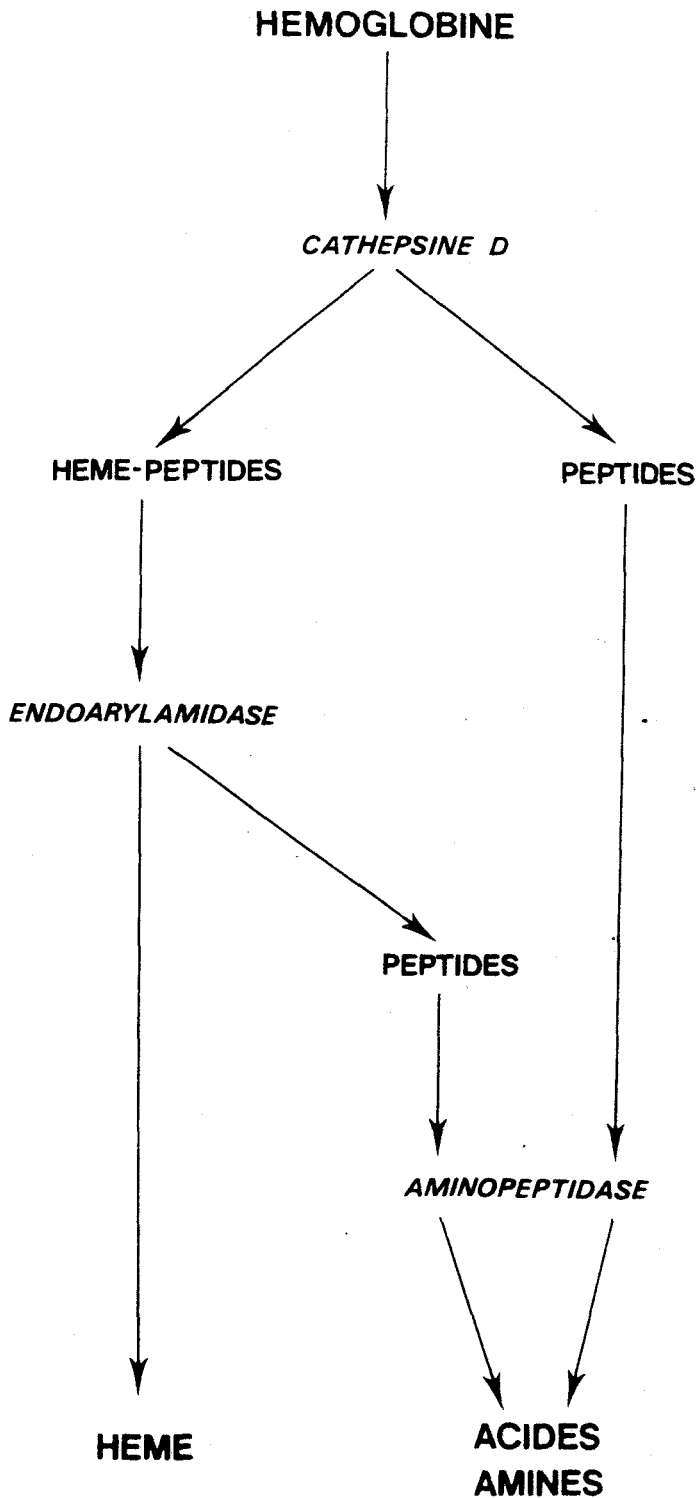 HEMOGLOBINE
CATHEPSINE D
HEME-PEPTIDES
PEPTIDES
ENDOARYLAMIDASE
PEPTIDES
AMINOPEPTIDASE
HEME
ACIDES
AMINES